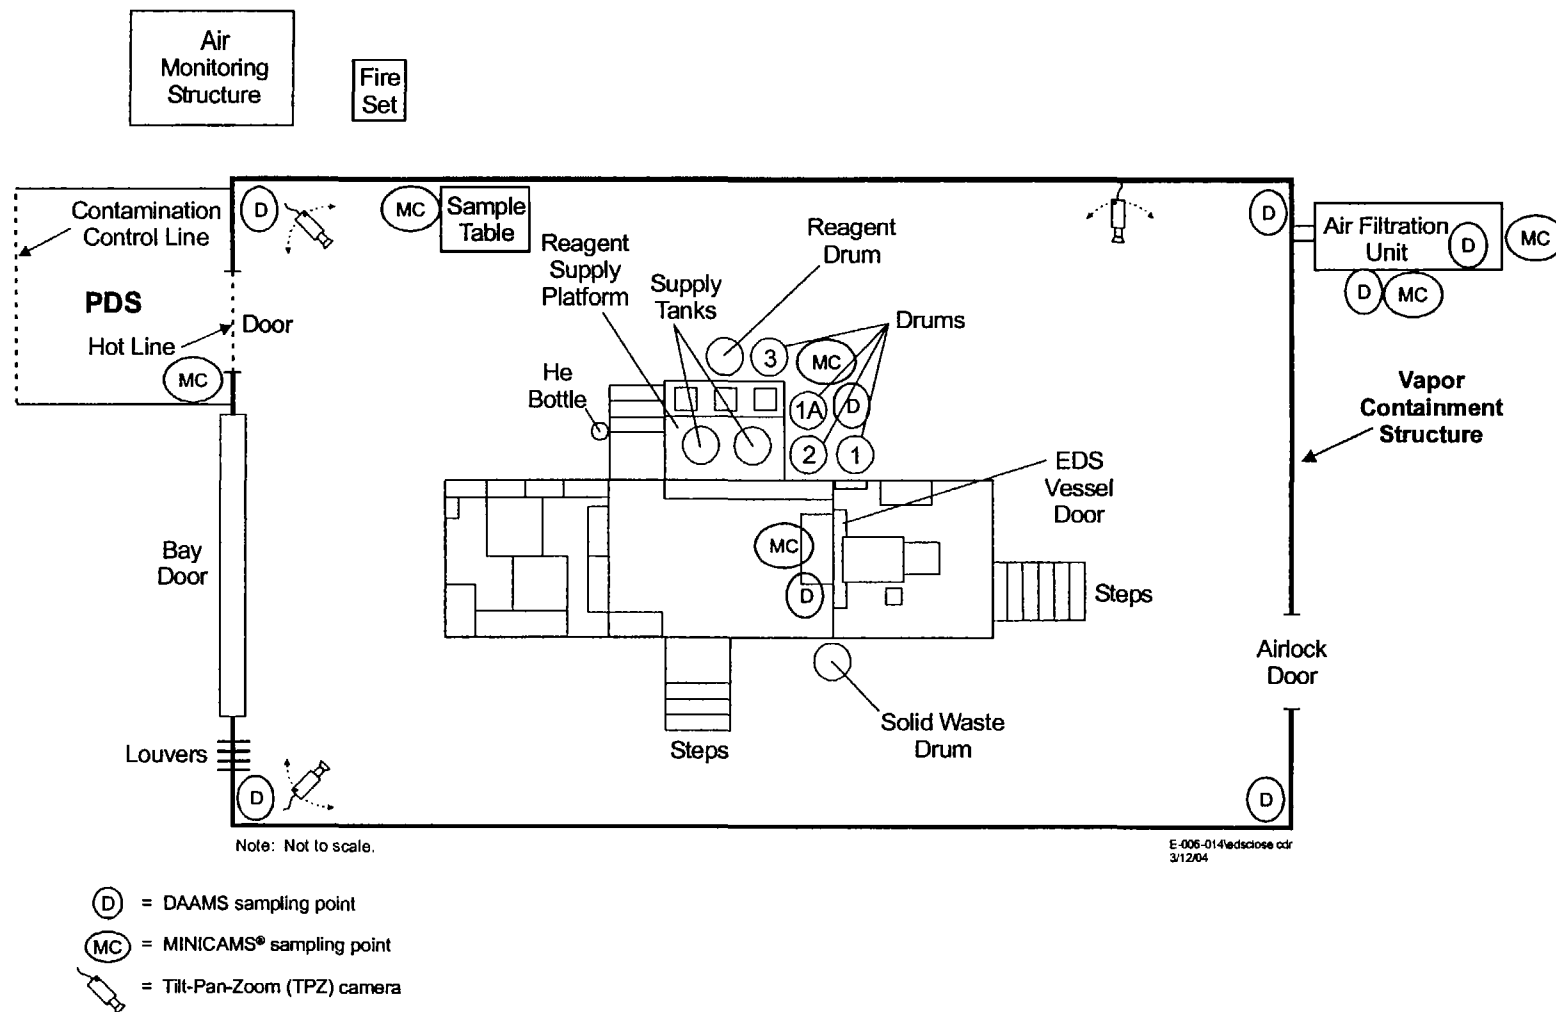 Air
Monitoring
Structure
Fire
Set
Contamination
Control Line
PDS
Hot Line
MC
D
Door
MC
Sample
Table
Reagent
Supply
Platform
Supply
Tanks
Reagent
Drum
Drums
3
MC
1A
D
2
1
He
Bottle
D
Air Filtration
Unit
D
MC
D
MC
Vapor
Containment
Structure
EDS
Vessel
Door
MC
D
Bay
Door
Steps
Airlock
Door
Solid Waste
Drum
Steps
Louvers
D
D
Note: Not to scale.
E-006-014\edsclose cdr
3/12/04
D = DAAMS sampling point
MC = MINICAMS® sampling point
= Tilt-Pan-Zoom (TPZ) camera